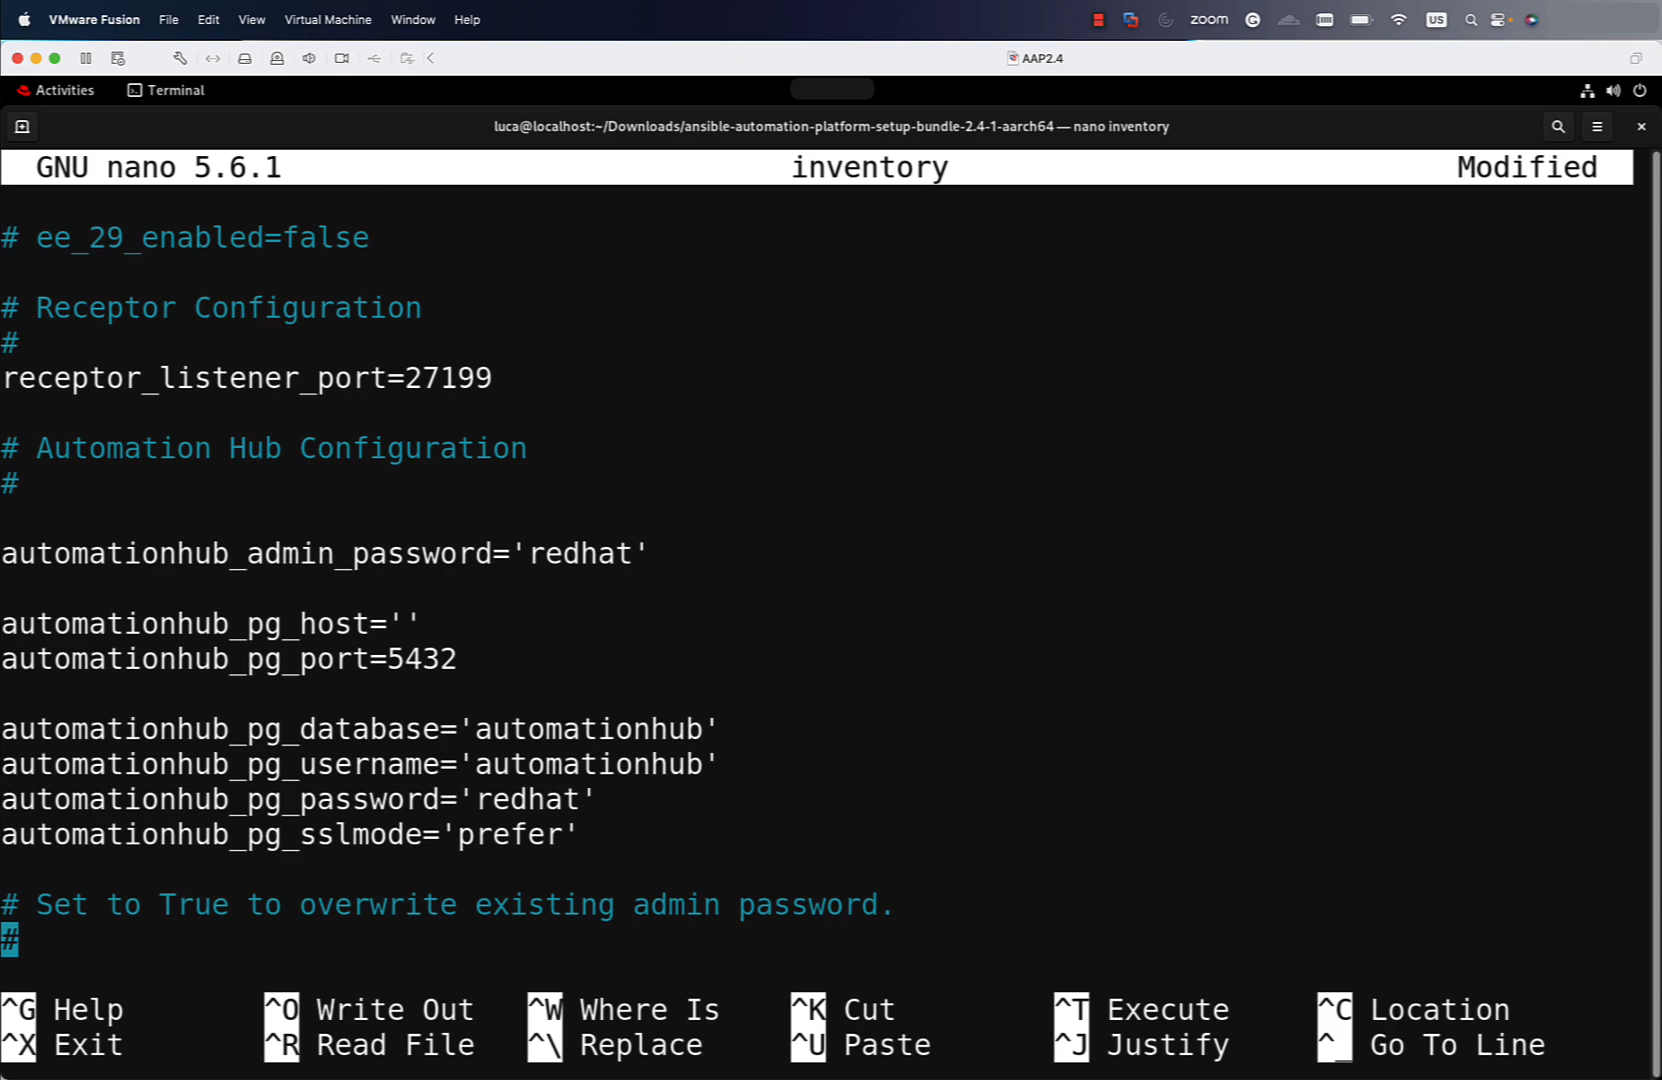 VMware Fusion File Edit View Virtual Machine Window Help zoom US
AAP2.4
Activities Terminal
luca@localhost:~/Downloads/ansible-automation-platform-setup-bundle-2.4-1-aarch64 — nano inventory
GNU nano 5.6.1 inventory Modified
# ee_29_enabled=false
# Receptor Configuration
#
receptor_listener_port=27199
# Automation Hub Configuration
#
automationhub_admin_password='redhat'
automationhub_pg_host=''
automationhub_pg_port=5432
automationhub_pg_database='automationhub'
automationhub_pg_username='automationhub'
automationhub_pg_password='redhat'
automationhub_pg_sslmode='prefer'
# Set to True to overwrite existing admin password.
#
^G Help ^O Write Out ^W Where Is ^K Cut ^T Execute ^C Location
^X Exit ^R Read File ^\ Replace ^U Paste ^J Justify ^_ Go To Line